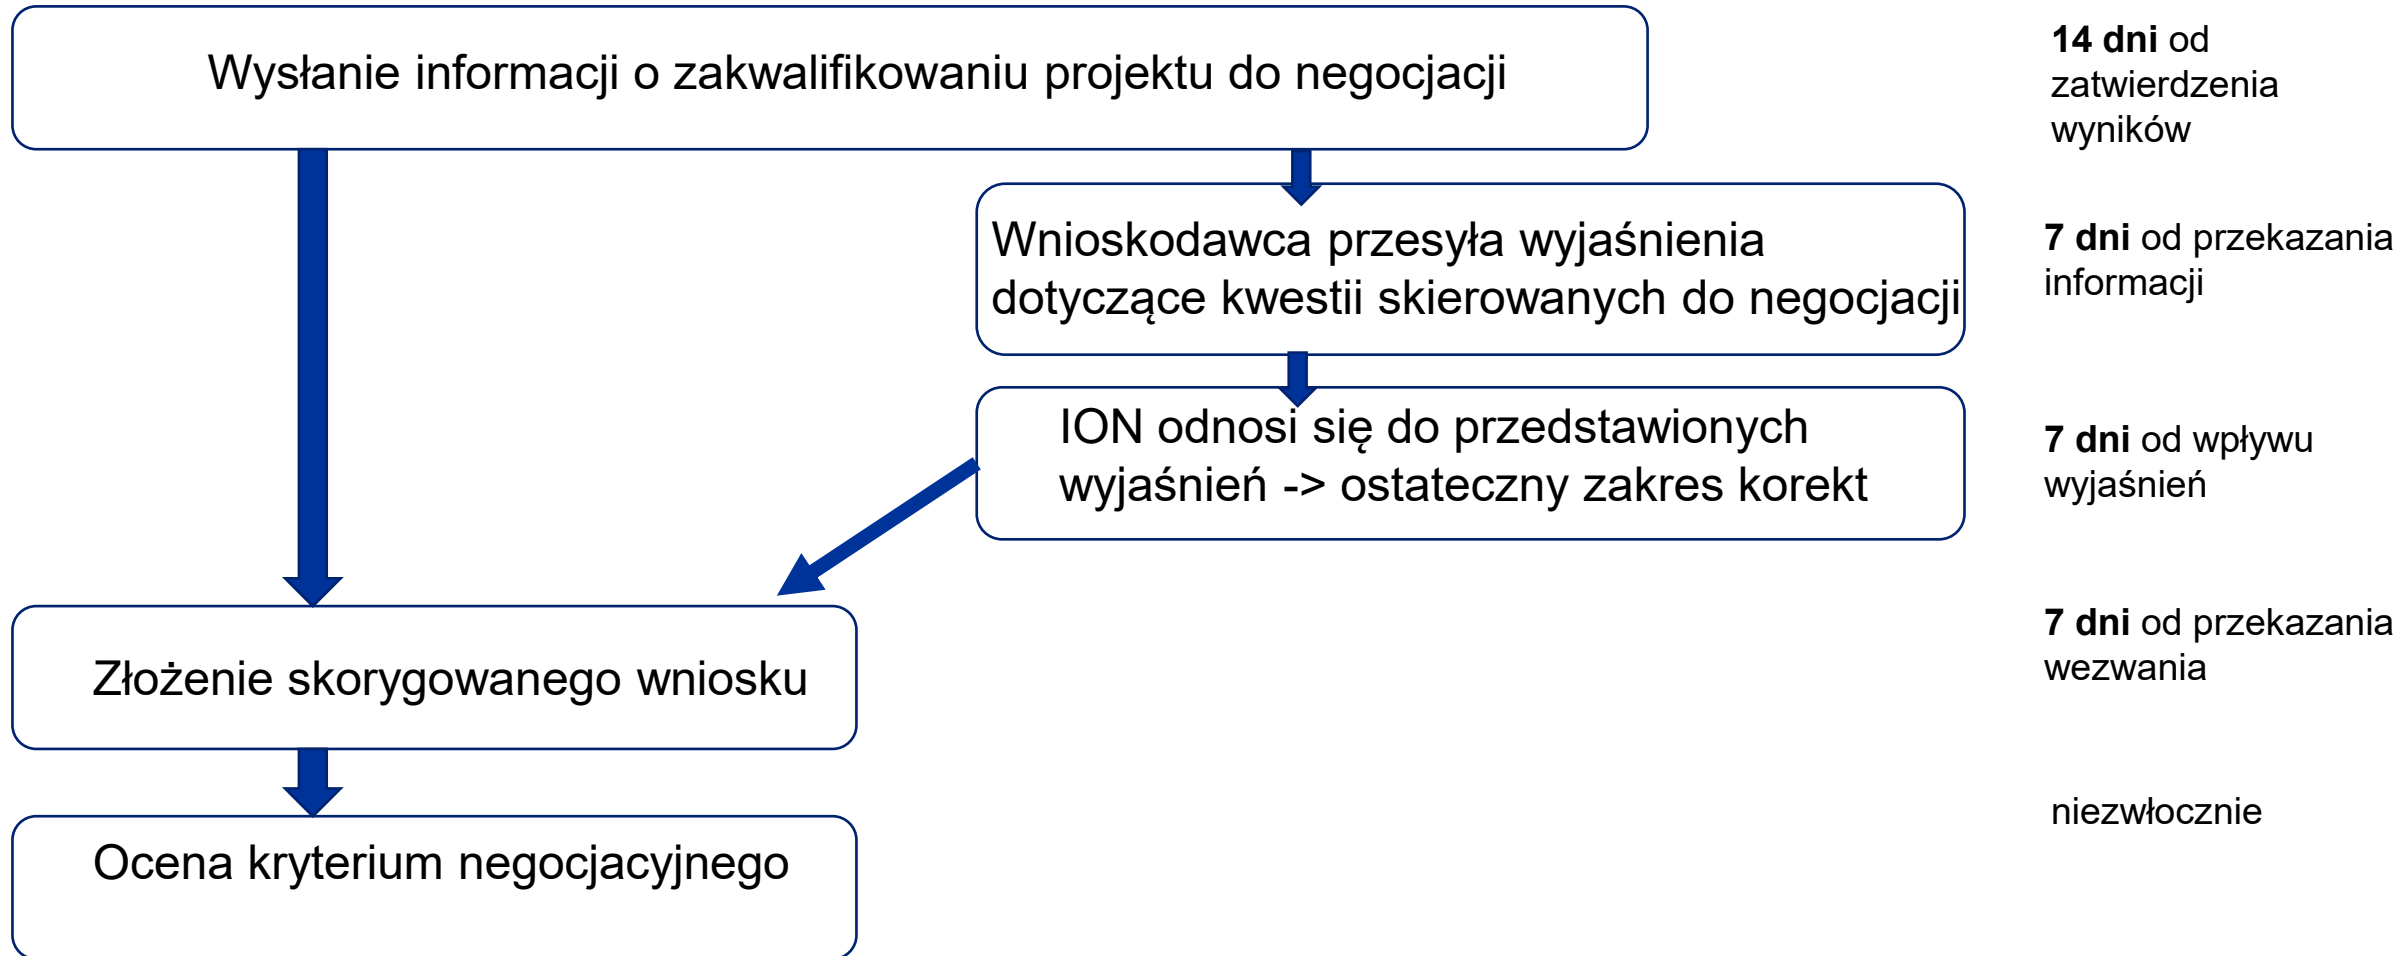 Wysłanie informacji o zakwalifikowaniu projektu do negocjacji
14 dni od
zatwierdzenia
wyników
Wnioskodawca przesyła wyjaśnienia
dotyczące kwestii skierowanych do negocjacji
7 dni od przekazania
informacji
ION odnosi się do przedstawionych
wyjaśnień -> ostateczny zakres korekt
7 dni od wpływu
wyjaśnień
Złożenie skorygowanego wniosku
7 dni od przekazania
wezwania
Ocena kryterium negocjacyjnego
niezwłocznie